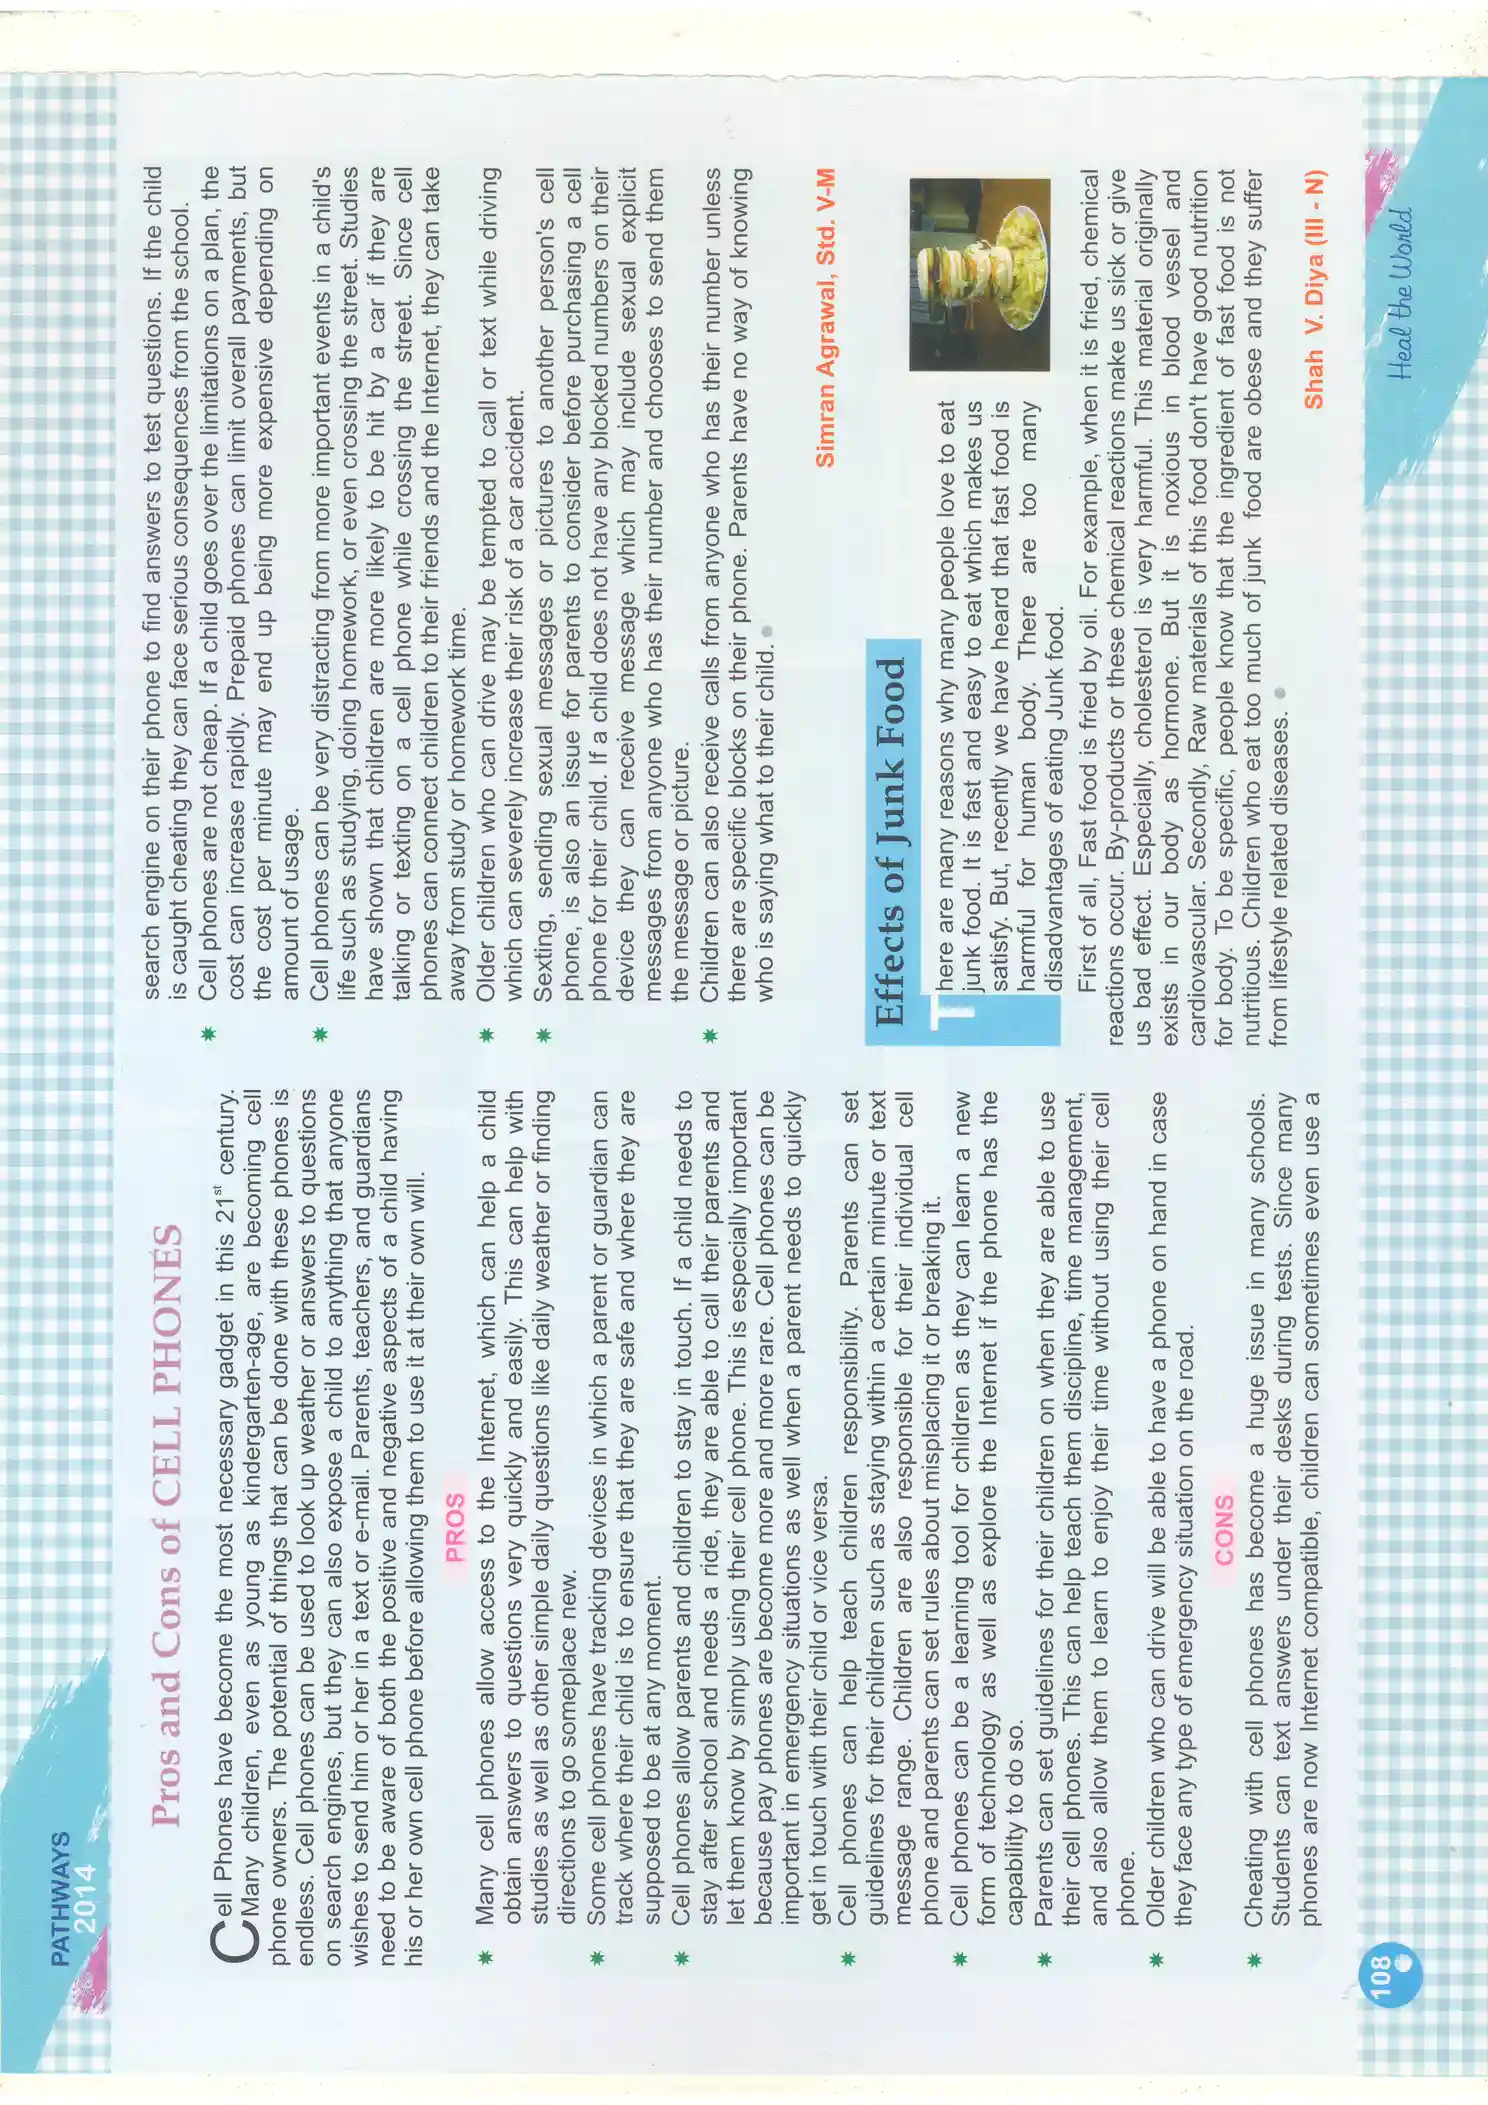 PATHWAYS
2014
Pros and Cons of CELL PHONES
Cell Phones have become the most necessary gadget in this 21st century.
Many children, even as young as kindergarten-age, are becoming cell
phone owners. The potential of things that can be done with these phones is
endless. Cell phones can be used to look up weather or answers to questions
on search engines, but they can also expose a child to anything that anyone
wishes to send him or her in a text or e-mail. Parents, teachers, and guardians
need to be aware of both the positive and negative aspects of a child having
his or her own cell phone before allowing them to use it at their own will.
PROS
Many cell phones allow access to the Internet, which can help a child
obtain answers to questions very quickly and easily. This can help with
studies as well as other simple daily questions like daily weather or finding
directions to go someplace new.
Some cell phones have tracking devices in which a parent or guardian can
track where their child is to ensure that they are safe and where they are
supposed to be at any moment.
Cell phones allow parents and children to stay in touch. If a child needs to
stay after school and needs a ride, they are able to call their parents and
let them know by simply using their cell phone. This is especially important
because pay phones are become more and more rare. Cell phones can be
important in emergency situations as well when a parent needs to quickly
get in touch with their child or vice versa.
Cell phones can help teach children responsibility. Parents can set
guidelines for their children such as staying within a certain minute or text
message range. Children are also responsible for their individual cell
phone and parents can set rules about misplacing it or breaking it.
Cell phones can be a learning tool for children as they can learn a new
form of technology as well as explore the Internet if the phone has the
capability to do so.
Parents can set guidelines for their children on when they are able to use
their cell phones. This can help teach them discipline, time management,
and also allow them to learn to enjoy their time without using their cell
phone.
Older children who can drive will be able to have a phone on hand in case
they face any type of emergency situation on the road.
CONS
Cheating with cell phones has become a huge issue in many schools.
Students can text answers under their desks during tests. Since many
phones are now Internet compatible, children can sometimes even use a
search engine on their phone to find answers to test questions. If the child
is caught cheating they can face serious consequences from the school.
Cell phones are not cheap. If a child goes over the limitations on a plan, the
cost can increase rapidly. Prepaid phones can limit overall payments, but
the cost per minute may end up being more expensive depending on
amount of usage.
Cell phones can be very distracting from more important events in a child's
life such as studying, doing homework, or even crossing the street. Studies
have shown that children are more likely to be hit by a car if they are
talking or texting on a cell phone while crossing the street. Since cell
phones can connect children to their friends and the Internet, they can take
away from study or homework time.
Older children who can drive may be tempted to call or text while driving
which can severely increase their risk of a car accident.
Sexting, sending sexual messages or pictures to another person's cell
phone, is also an issue for parents to consider before purchasing a cell
phone for their child. If a child does not have any blocked numbers on their
device they can receive message which may include sexual explicit
messages from anyone who has their number and chooses to send them
the message or picture.
Children can also receive calls from anyone who has their number unless
there are specific blocks on their phone. Parents have no way of knowing
who is saying what to their child.
Simran Agrawal, Std. V-M
Effects of Junk Food
There are many reasons why many people love to eat
junk food. It is fast and easy to eat which makes us
satisfy. But, recently we have heard that fast food is
harmful for human body. There are too many
disadvantages of eating Junk food.
First of all, Fast food is fried by oil. For example, when it is fried, chemical
reactions occur. By-products or these chemical reactions make us sick or give
us bad effect. Especially, cholesterol is very harmful. This material originally
exists in our body as hormone. But it is noxious in blood vessel and
cardiovascular. Secondly, Raw materials of this food don't have good nutrition
for body. To be specific, people know that the ingredient of fast food is not
nutritious. Children who eat too much of junk food are obese and they suffer
from lifestyle related diseases.
Shah V. Diya (III - N)
108
Heal the World